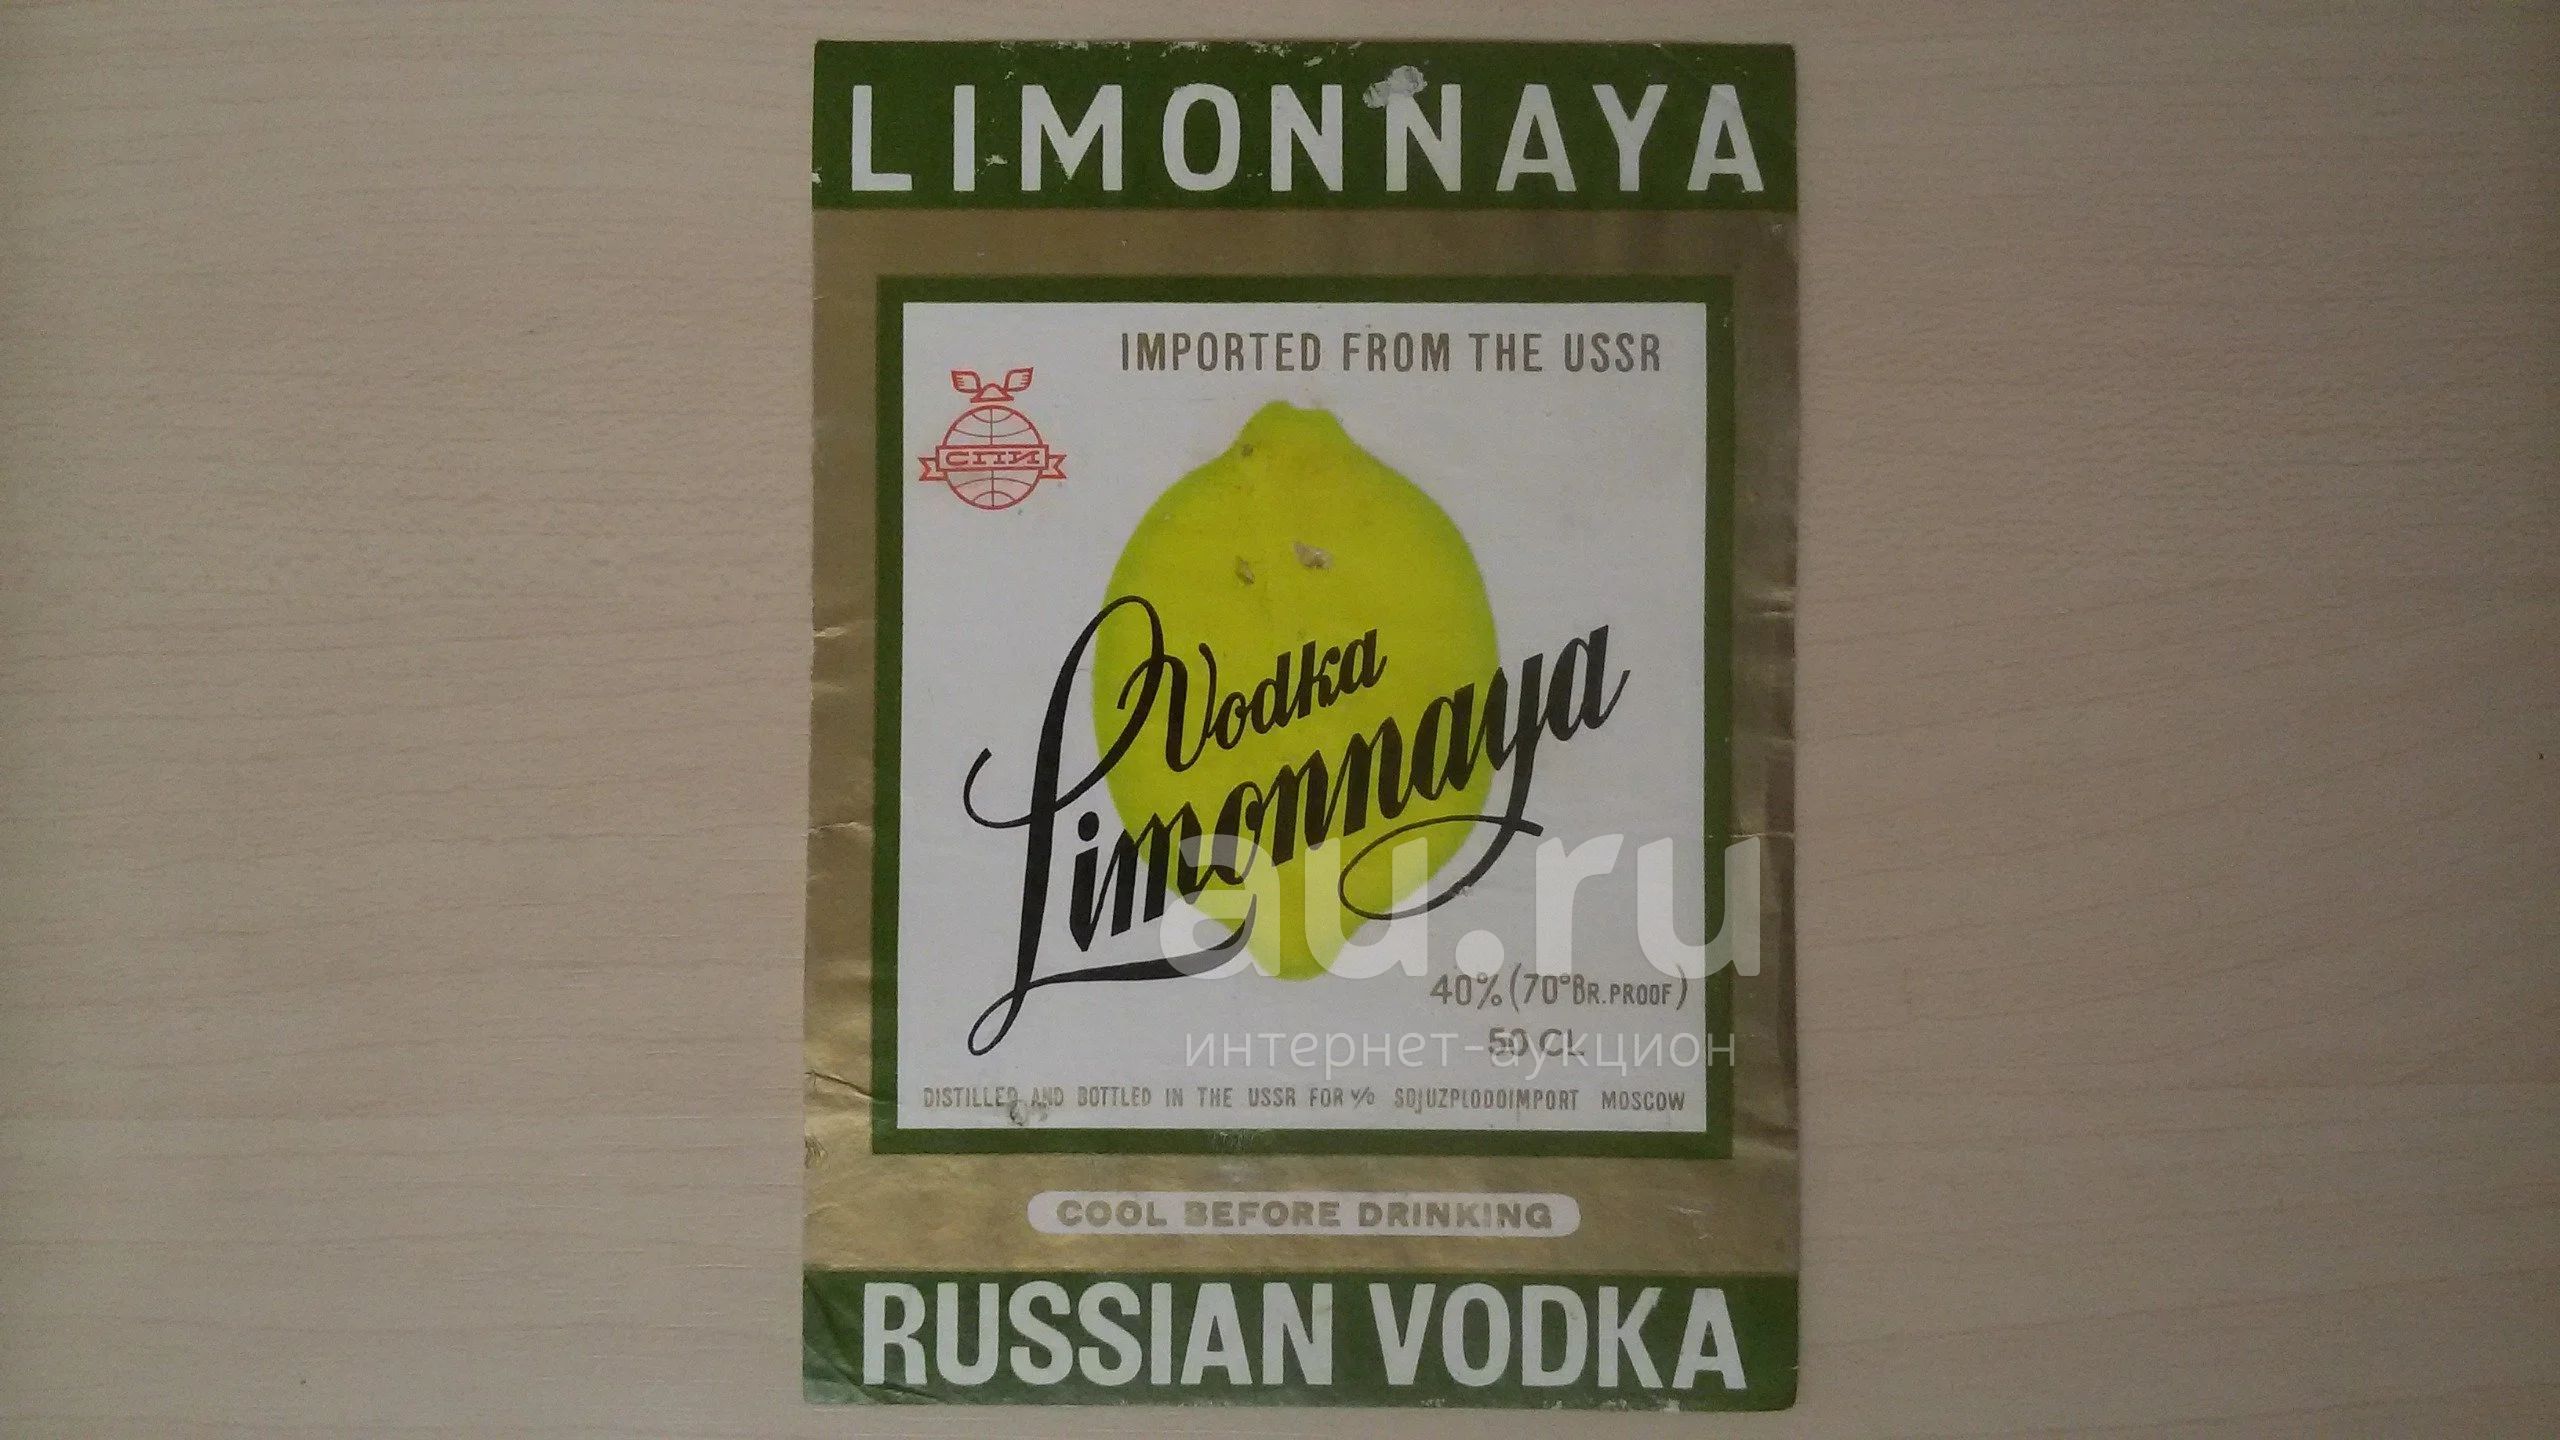 LIMONNAYA
IMPORTED FROM THE USSR
СПИ
Vodka
Limonnaya
au.ru
40% (70° BR. PROOF)
50 CL
интернет-аукцион
DISTILLED AND BOTTLED IN THE USSR FOR V/O SOJUZPLODOIMPORT MOSCOW
COOL BEFORE DRINKING
RUSSIAN VODKA